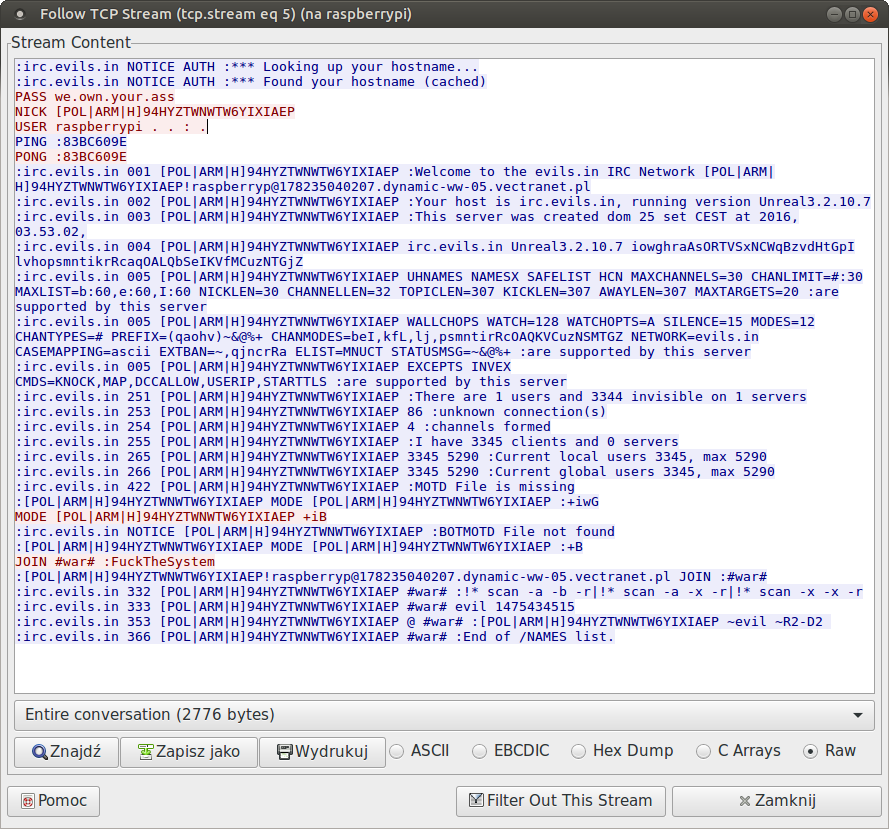 Follow TCP Stream (tcp.stream eq 5) (na raspberrypi)
Stream Content
:irc.evils.in NOTICE AUTH :*** Looking up your hostname...
:irc.evils.in NOTICE AUTH :*** Found your hostname (cached)
PASS we.own.your.ass
NICK [POL|ARM|H]94HYZTWNWTW6YIXIAEP
USER raspberrypi . . : .
PING :83BC609E
PONG :83BC609E
:irc.evils.in 001 [POL|ARM|H]94HYZTWNWTW6YIXIAEP :Welcome to the evils.in IRC Network [POL|ARM|
H]94HYZTWNWTW6YIXIAEP!raspberryp@178235040207.dynamic-ww-05.vectranet.pl
:irc.evils.in 002 [POL|ARM|H]94HYZTWNWTW6YIXIAEP :Your host is irc.evils.in, running version Unreal3.2.10.7
:irc.evils.in 003 [POL|ARM|H]94HYZTWNWTW6YIXIAEP :This server was created dom 25 set CEST at 2016,
03.53.02,
:irc.evils.in 004 [POL|ARM|H]94HYZTWNWTW6YIXIAEP irc.evils.in Unreal3.2.10.7 iowghraAsORTVSxNCWqBzvdHtGpI
lvhopsmntikrRcaqOALQbSeIKVfMCuzNTGjZ
:irc.evils.in 005 [POL|ARM|H]94HYZTWNWTW6YIXIAEP UHNAMES NAMESX SAFELIST HCN MAXCHANNELS=30 CHANLIMIT=#:30
MAXLIST=b:60,e:60,I:60 NICKLEN=30 CHANNELLEN=32 TOPICLEN=307 KICKLEN=307 AWAYLEN=307 MAXTARGETS=20 :are
supported by this server
:irc.evils.in 005 [POL|ARM|H]94HYZTWNWTW6YIXIAEP WALLCHOPS WATCH=128 WATCHOPTS=A SILENCE=15 MODES=12
CHANTYPES=# PREFIX=(qaohv)~&@%+ CHANMODES=beI,kfL,lj,psmntirRcOAQKVCuzNSMTGZ NETWORK=evils.in
CASEMAPPING=ascii EXTBAN=~,qjncrRa ELIST=MNUCT STATUSMSG=~&@%+ :are supported by this server
:irc.evils.in 005 [POL|ARM|H]94HYZTWNWTW6YIXIAEP EXCEPTS INVEX
CMDS=KNOCK,MAP,DCCALLOW,USERIP,STARTTLS :are supported by this server
:irc.evils.in 251 [POL|ARM|H]94HYZTWNWTW6YIXIAEP :There are 1 users and 3344 invisible on 1 servers
:irc.evils.in 253 [POL|ARM|H]94HYZTWNWTW6YIXIAEP 86 :unknown connection(s)
:irc.evils.in 254 [POL|ARM|H]94HYZTWNWTW6YIXIAEP 4 :channels formed
:irc.evils.in 255 [POL|ARM|H]94HYZTWNWTW6YIXIAEP :I have 3345 clients and 0 servers
:irc.evils.in 265 [POL|ARM|H]94HYZTWNWTW6YIXIAEP 3345 5290 :Current local users 3345, max 5290
:irc.evils.in 266 [POL|ARM|H]94HYZTWNWTW6YIXIAEP 3345 5290 :Current global users 3345, max 5290
:irc.evils.in 422 [POL|ARM|H]94HYZTWNWTW6YIXIAEP :MOTD File is missing
:[POL|ARM|H]94HYZTWNWTW6YIXIAEP MODE [POL|ARM|H]94HYZTWNWTW6YIXIAEP :+iwG
MODE [POL|ARM|H]94HYZTWNWTW6YIXIAEP +iB
:irc.evils.in NOTICE [POL|ARM|H]94HYZTWNWTW6YIXIAEP :BOTMOTD File not found
:[POL|ARM|H]94HYZTWNWTW6YIXIAEP MODE [POL|ARM|H]94HYZTWNWTW6YIXIAEP :+B
JOIN #war# :FuckTheSystem
:[POL|ARM|H]94HYZTWNWTW6YIXIAEP!raspberryp@178235040207.dynamic-ww-05.vectranet.pl JOIN :#war#
:irc.evils.in 332 [POL|ARM|H]94HYZTWNWTW6YIXIAEP #war# :!* scan -a -b -r|!* scan -a -x -r|!* scan -x -x -r
:irc.evils.in 333 [POL|ARM|H]94HYZTWNWTW6YIXIAEP #war# evil 1475434515
:irc.evils.in 353 [POL|ARM|H]94HYZTWNWTW6YIXIAEP @ #war# :[POL|ARM|H]94HYZTWNWTW6YIXIAEP ~evil ~R2-D2
:irc.evils.in 366 [POL|ARM|H]94HYZTWNWTW6YIXIAEP #war# :End of /NAMES list.
Entire conversation (2776 bytes)
Znajdź Zapisz jako Wydrukuj ASCII EBCDIC Hex Dump C Arrays Raw
Pomoc Filter Out This Stream Zamknij